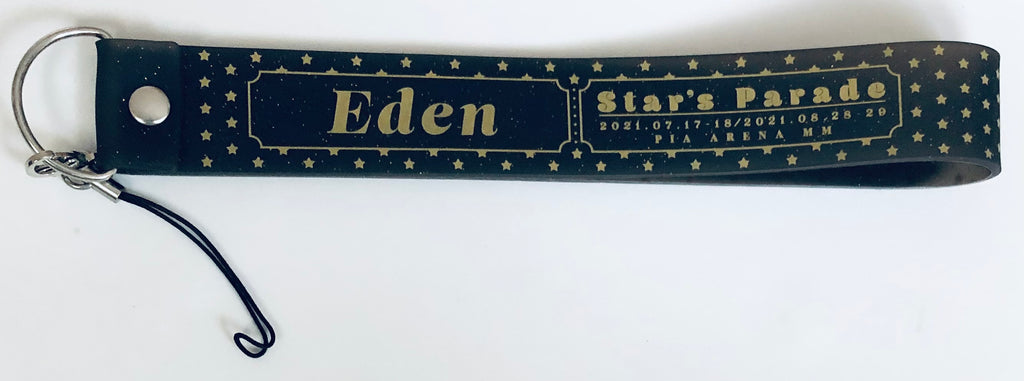 Eden
Star's Parade
2021.07.17-18/2021.08.28-29
PIA ARENA MM